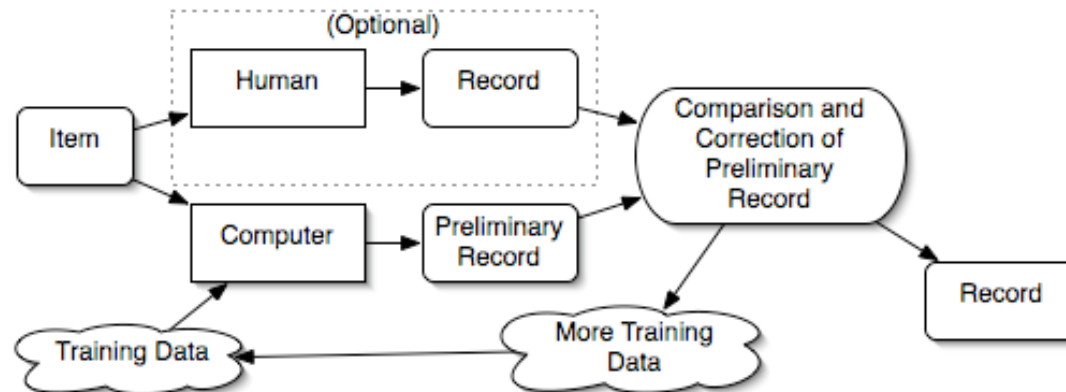 (Optional)
Human
Record
Item
Comparison and
Correction of
Preliminary
Record
Computer
Preliminary
Record
Record
Training Data
More Training
Data